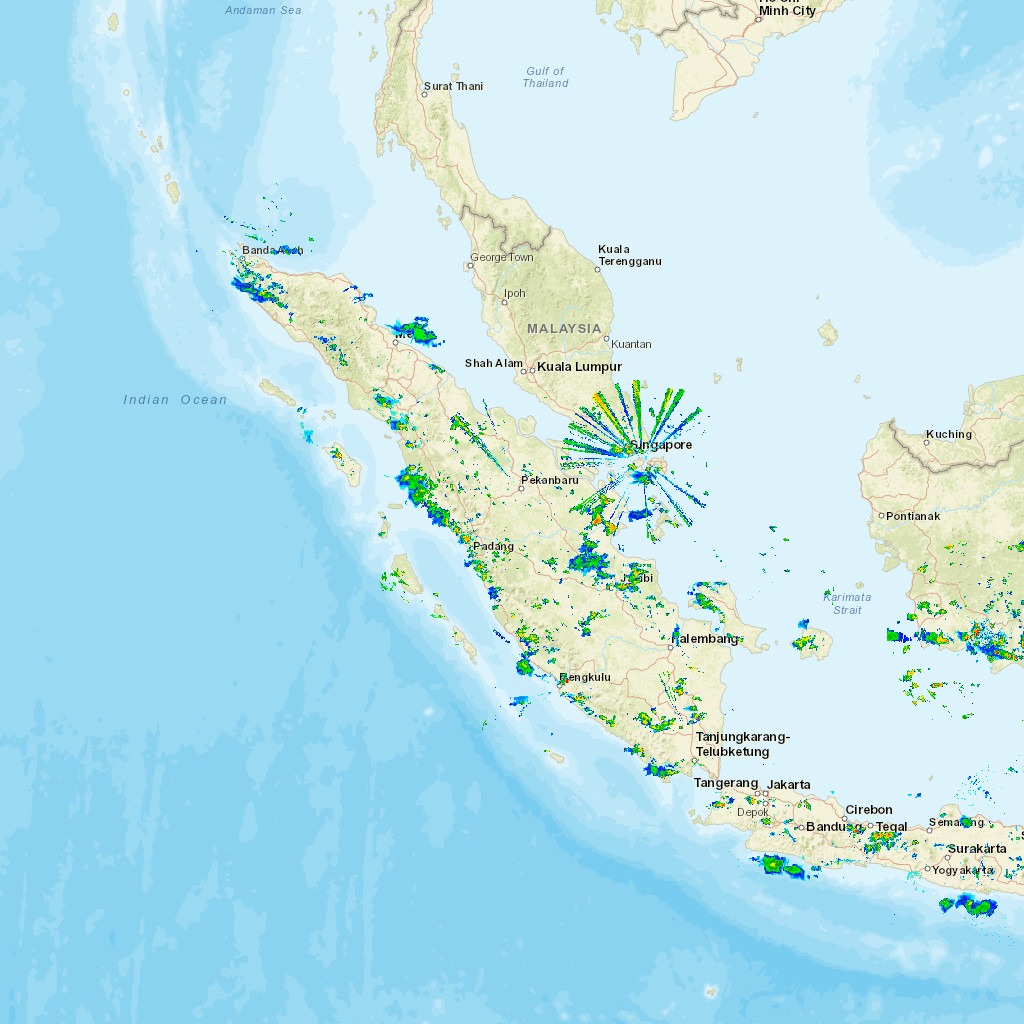 Andaman Sea
Minh City
Gulf of
Thailand
Surat Thani
Banda Aceh
George Town
Kuala
Terengganu
Ipoh
MALAYSIA
Kuantan
Shah Alam
Kuala Lumpur
Indian Ocean
Singapore
Kuching
Pekanbaru
Pontianak
Padang
Jambi
Karimata
Strait
Palembang
Bengkulu
Tanjungkarang-
Telubketung
Tangerang
Jakarta
Depok
Cirebon
Bandung
Tegal
Semarang
Surakarta
Yogyakarta